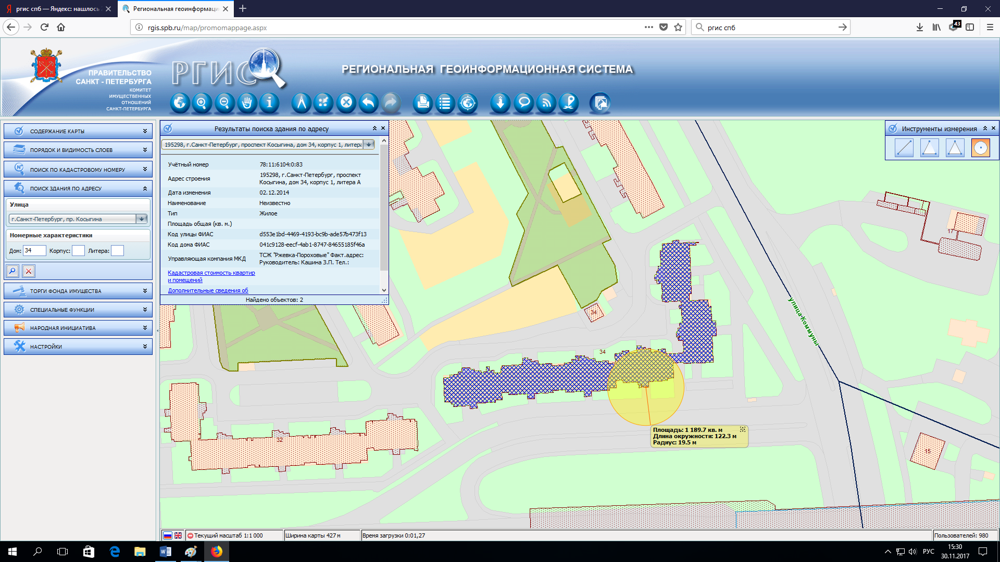 ргис спб — Яндекс: нашлось
Региональная геоинформаци
rgis.spb.ru/map/promomappage.aspx
ргис спб
43
ПРАВИТЕЛЬСТВО
САНКТ - ПЕТЕРБУРГА
КОМИТЕТ
ИМУЩЕСТВЕННЫХ
ОТНОШЕНИЙ
САНКТ-ПЕТЕРБУРГА
РГИС
РЕГИОНАЛЬНАЯ ГЕОИНФОРМАЦИОННАЯ СИСТЕМА
СОДЕРЖАНИЕ КАРТЫ
ПОРЯДОК И ВИДИМОСТЬ СЛОЕВ
ПОИСК ПО КАДАСТРОВОМУ НОМЕРУ
ПОИСК ЗДАНИЯ ПО АДРЕСУ
Улица
г.Санкт-Петербург, пр. Косыгина
Номерные характеристики
Дом: 34 Корпус: Литера:
ТОРГИ ФОНДА ИМУЩЕСТВА
СПЕЦИАЛЬНЫЕ ФУНКЦИИ
НАРОДНАЯ ИНИЦИАТИВА
НАСТРОЙКИ
Результаты поиска здания по адресу
195298, г.Санкт-Петербург, проспект Косыгина, дом 34, корпус 1, литера
Учётный номер 78:11:6104:0:83
Адрес строения 195298, г.Санкт-Петербург, проспект
Косыгина, дом 34, корпус 1, литера А
Дата изменения 02.12.2014
Наименование Неизвестно
Тип Жилое
Площадь общая (кв. м.)
Код улицы ФИАС d553e1bd-4469-4193-bc9b-ade57b473f13
Код дома ФИАС 041c9128-eecf-4ab1-8747-84655185f46a
Управляющая компания МКД ТСЖ "Ржевка-Пороховые" Факт.адрес:
Руководитель: Кашина З.П. Тел.:
Кадастровая стоимость квартир
и помещений
Дополнительные сведения об
Найдено объектов: 2
Инструменты измерения
17
34
улица-Коммуны
34
32
15
Площадь: 1 189.7 кв. м
Длина окружности: 122.3 м
Радиус: 19.5 м
Текущий масштаб 1:1 000
Ширина карты 427 м
Время загрузки 0:01,27
Пользователей: 980
РУС
15:30
30.11.2017